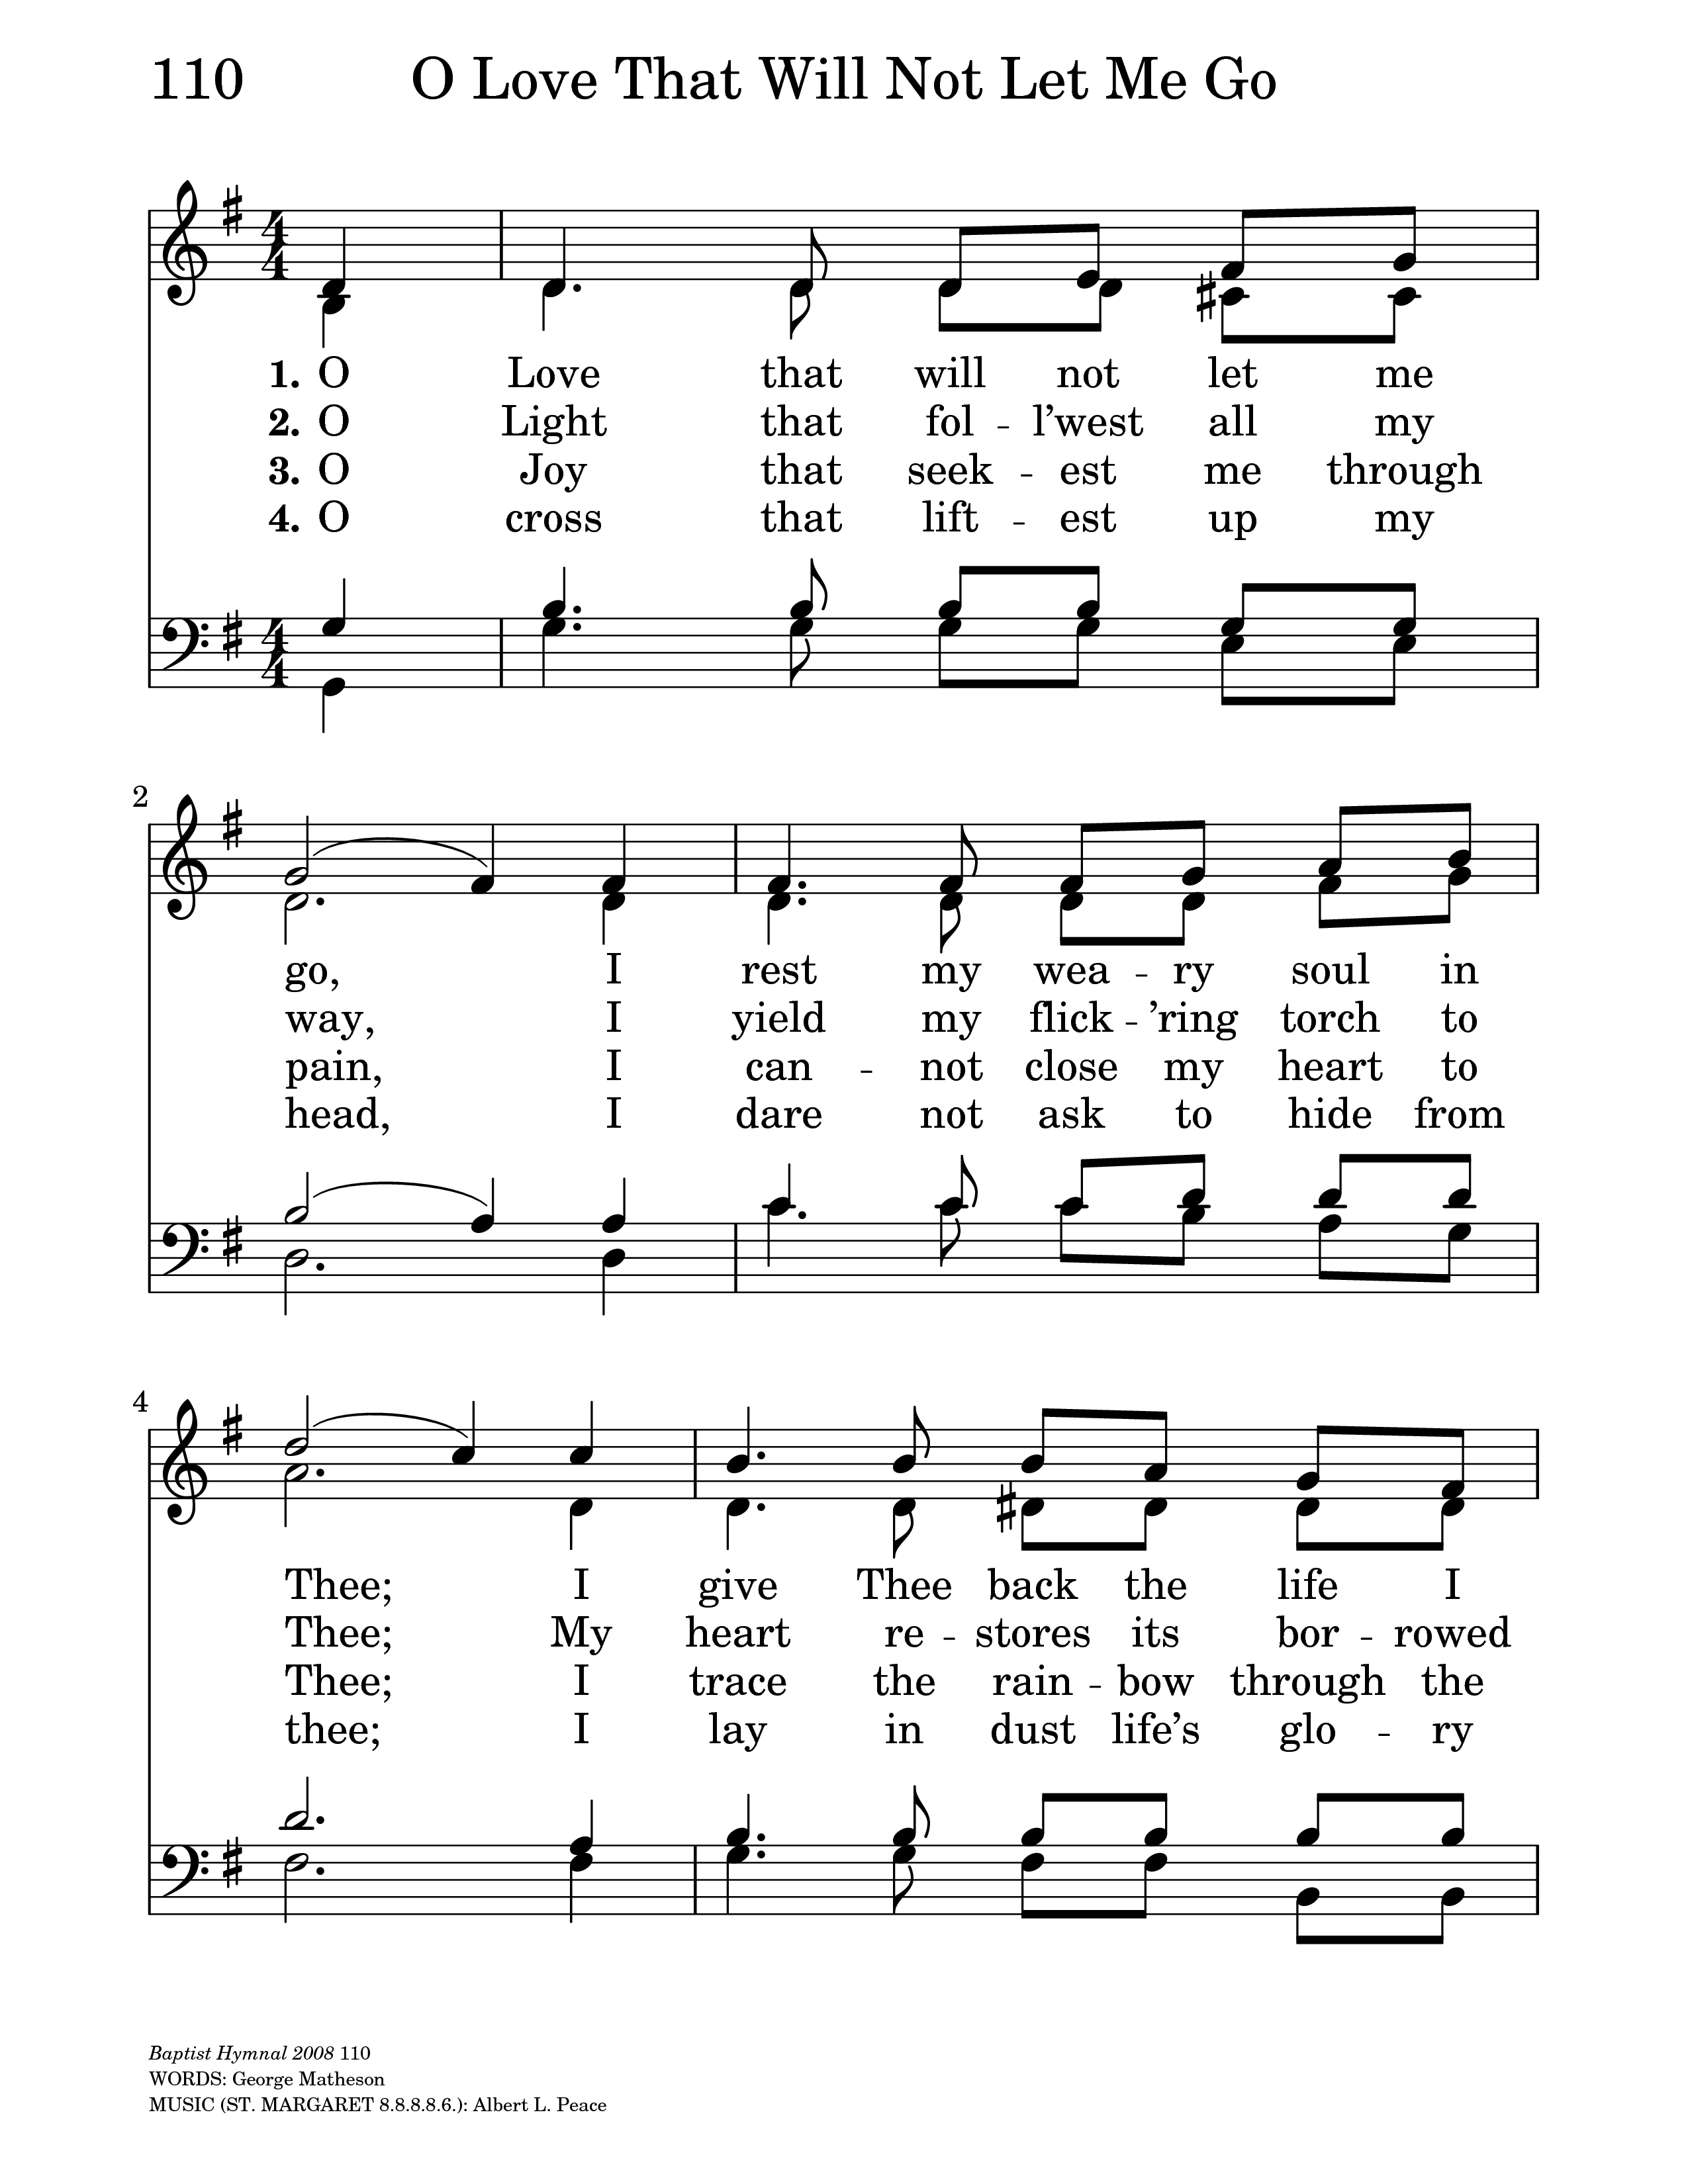 110 O Love That Will Not Let Me Go
4
4
1. O Love that will not let me
2. O Light that fol - l’west all my
3. O Joy that seek - est me through
4. O cross that lift - est up my
4
4
2
go, I rest my wea - ry soul in
way, I yield my flick - ’ring torch to
pain, I can - not close my heart to
head, I dare not ask to hide from
4
Thee; I give Thee back the life I
Thee; My heart re - stores its bor - rowed
Thee; I trace the rain - bow through the
thee; I lay in dust life’s glo - ry
Baptist Hymnal 2008 110
WORDS: George Matheson
MUSIC (ST. MARGARET 8.8.8.8.6.): Albert L. Peace